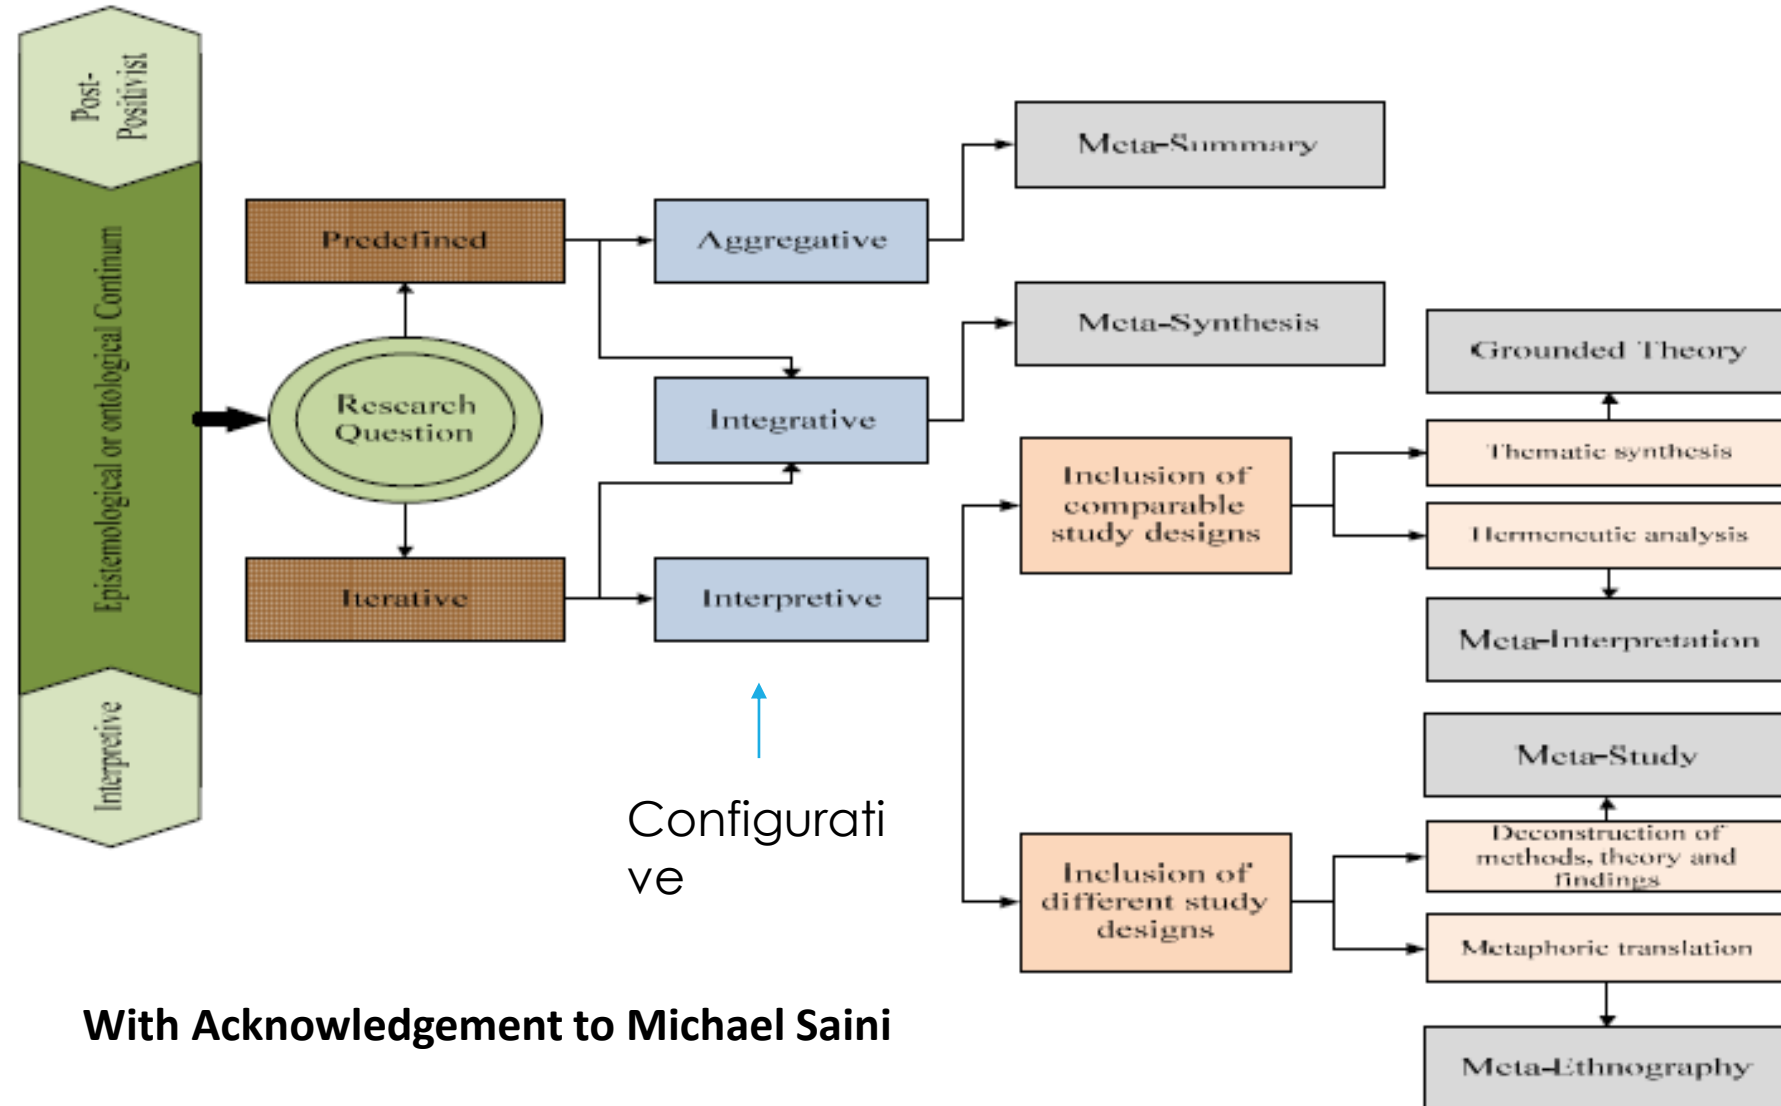 Post-
Positivist
Epistemological or ontological Continum
Interpretive
Predefined
Research
Question
Iterative
Aggregative
Integrative
Interpretive
Configurati
ve
Meta-Summary
Meta-Synthesis
Inclusion of
comparable
study designs
Inclusion of
different study
designs
Grounded Theory
Thematic synthesis
Hermeneutic analysis
Meta-Interpretation
Meta-Study
Deconstruction of
methods, theory and
findings
Metaphoric translation
Meta-Ethnography
With Acknowledgement to Michael Saini